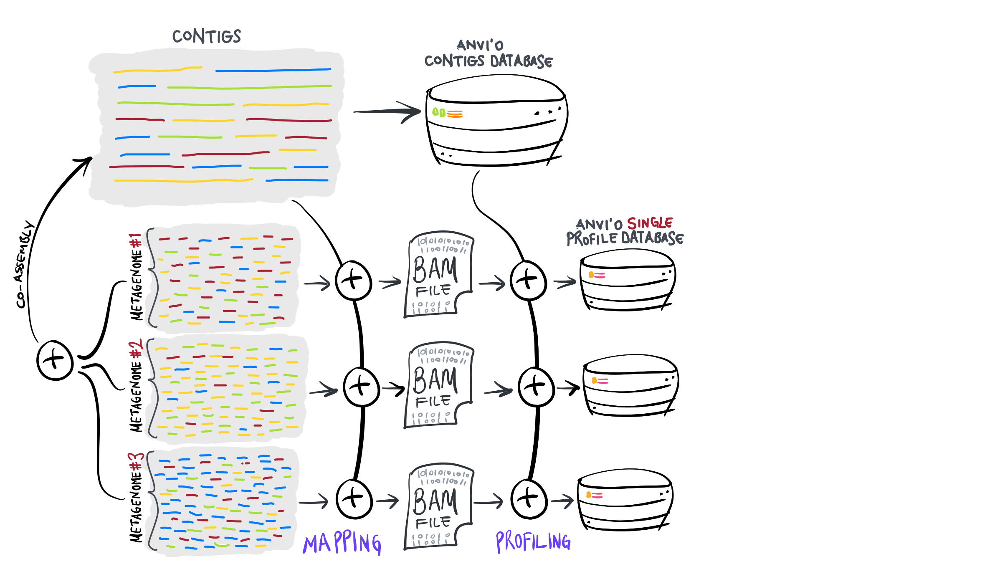 CONTIGS
ANVI'O
CONTIGS DATABASE
CO-ASSEMBLY
METAGENOME #1
BAM
FILE
ANVI'O SINGLE
PROFILE DATABASE
METAGENOME #2
BAM
FILE
METAGENOME #3
BAM
FILE
MAPPING
PROFILING